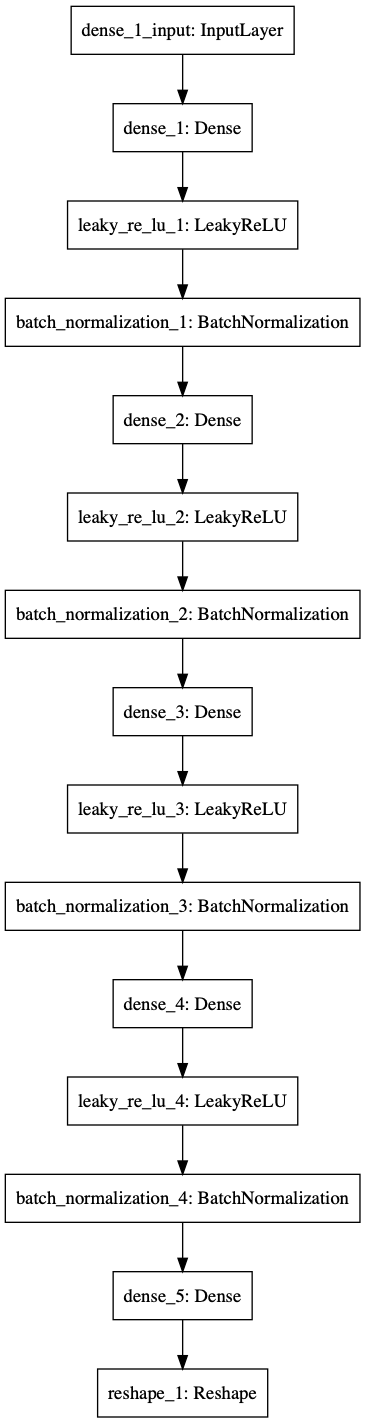 dense_1_input: InputLayer
dense_1: Dense
leaky_re_lu_1: LeakyReLU
batch_normalization_1: BatchNormalization
dense_2: Dense
leaky_re_lu_2: LeakyReLU
batch_normalization_2: BatchNormalization
dense_3: Dense
leaky_re_lu_3: LeakyReLU
batch_normalization_3: BatchNormalization
dense_4: Dense
leaky_re_lu_4: LeakyReLU
batch_normalization_4: BatchNormalization
dense_5: Dense
reshape_1: Reshape